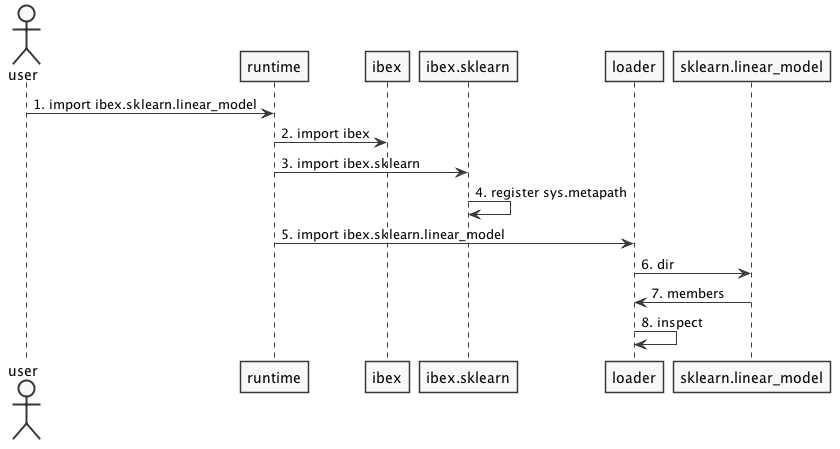 user
runtime
ibex
ibex.sklearn
loader
sklearn.linear_model
1. import ibex.sklearn.linear_model
2. import ibex
3. import ibex.sklearn
4. register sys.metapath
5. import ibex.sklearn.linear_model
6. dir
7. members
8. inspect
user
runtime
ibex
ibex.sklearn
loader
sklearn.linear_model